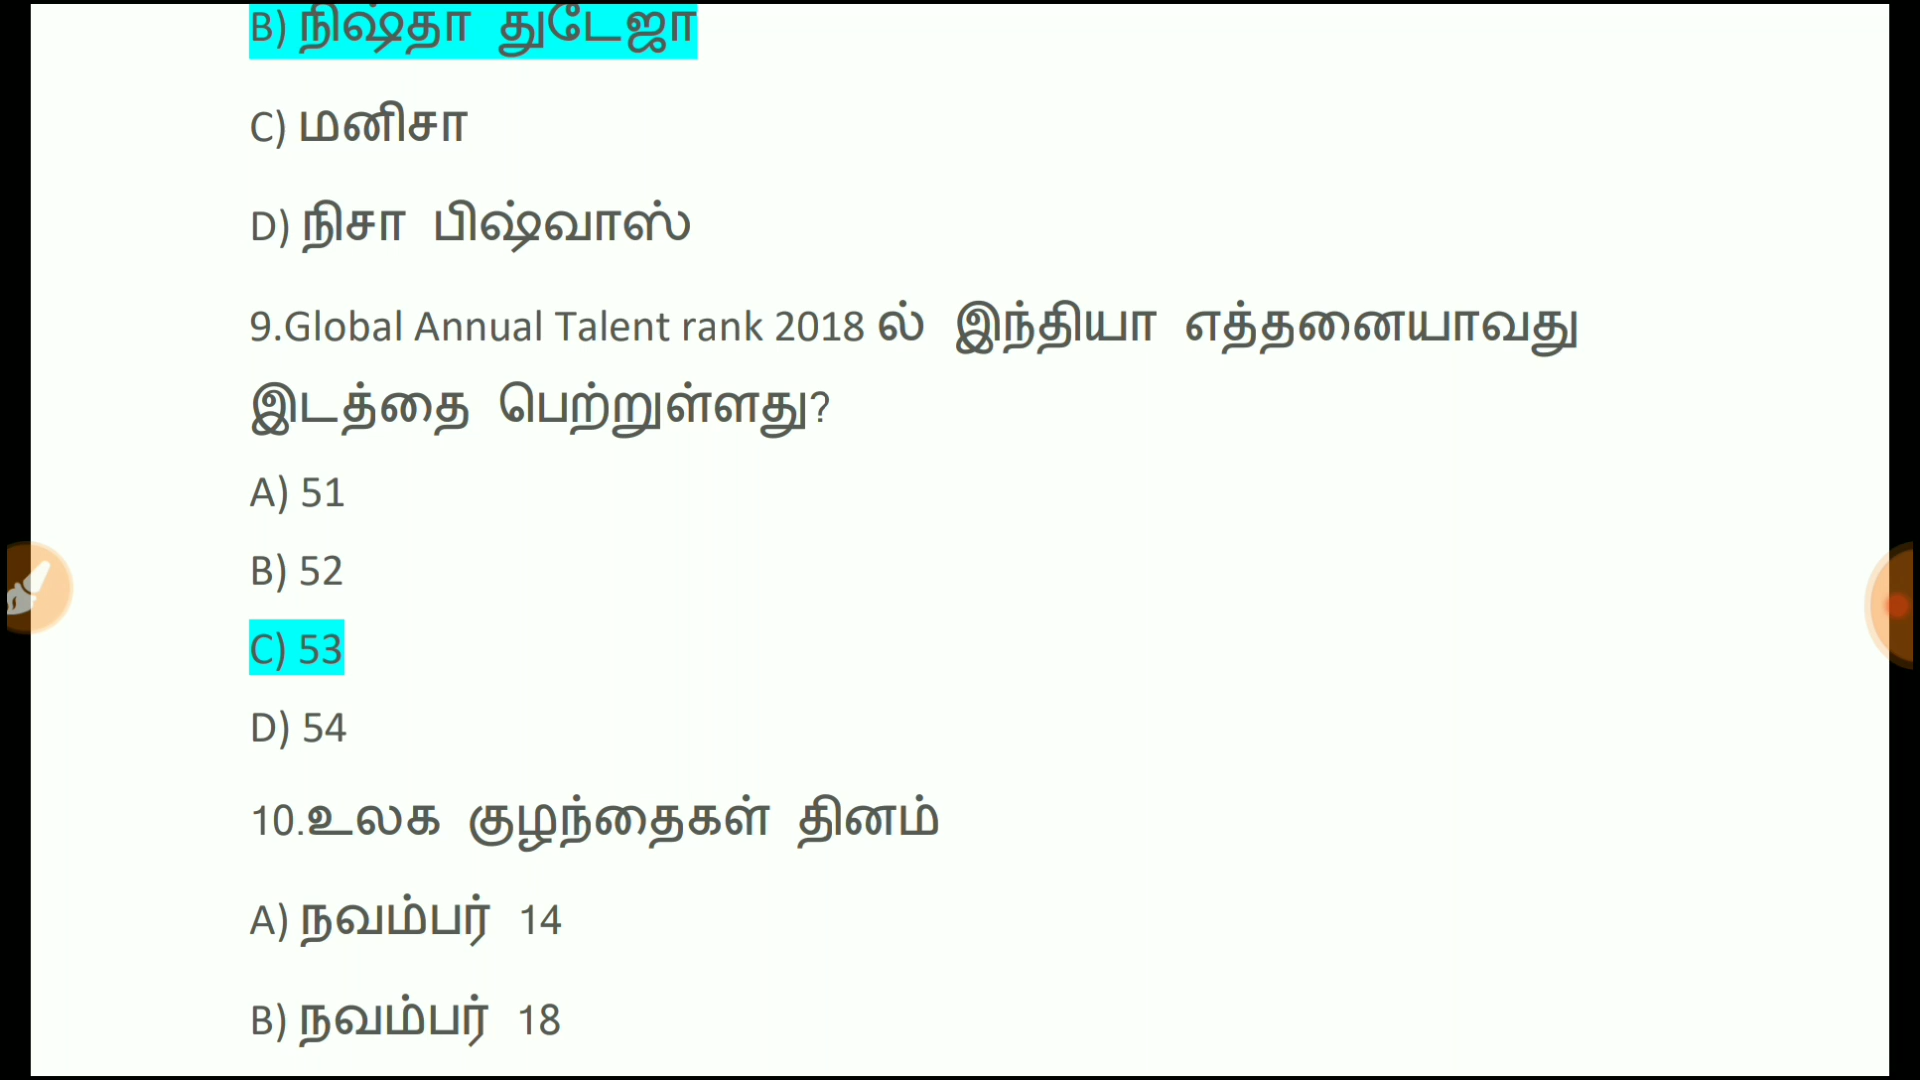 B) நிஷ்தா துடேஜா
C) மனிசா
D) நிசா பிஷ்வாஸ்
9.Global Annual Talent rank 2018 ல் இந்தியா எத்தனையாவது
இடத்தை பெற்றுள்ளது?
A) 51
B) 52
C) 53
D) 54
10.உலக குழந்தைகள் தினம்
A) நவம்பர் 14
B) நவம்பர் 18